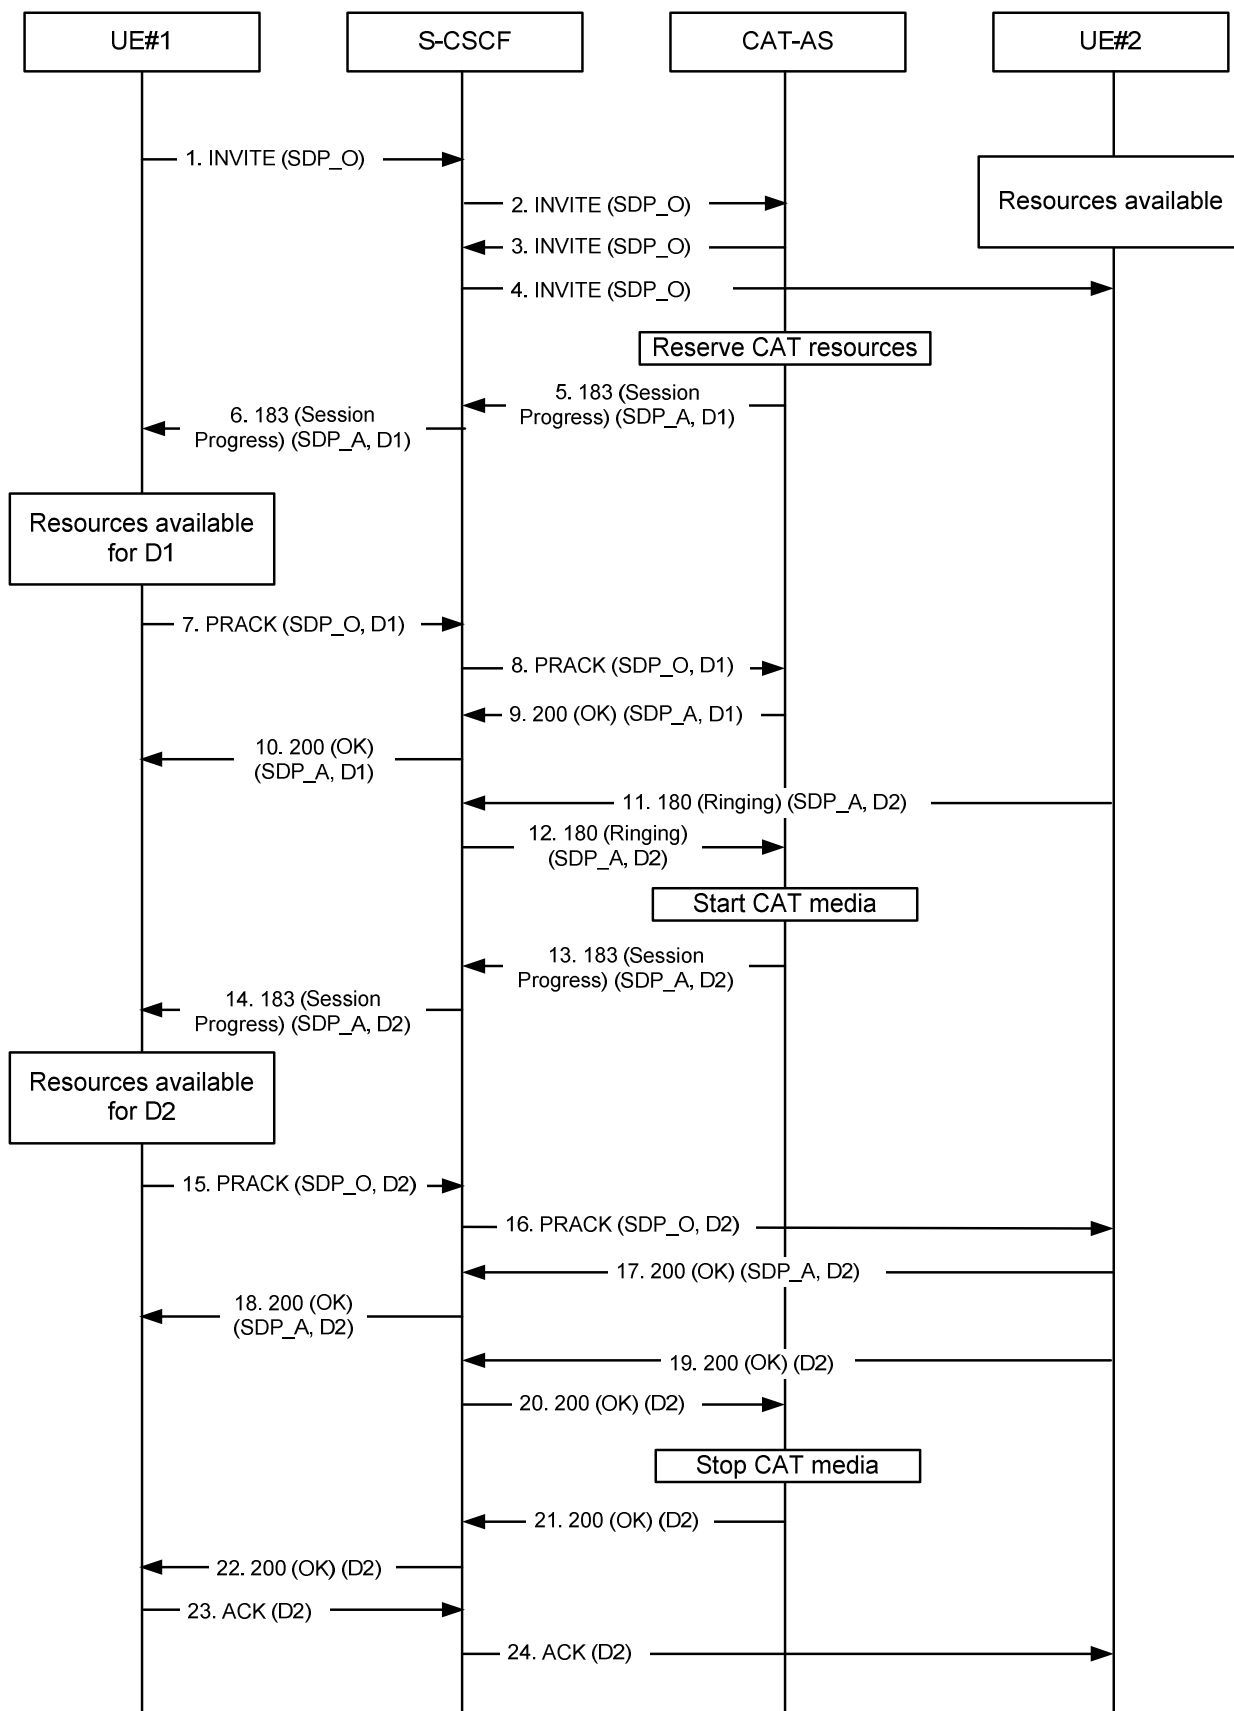 UE#1
S-CSCF
CAT-AS
UE#2
1. INVITE (SDP_O)
Resources available
2. INVITE (SDP_O)
3. INVITE (SDP_O)
4. INVITE (SDP_O)
Reserve CAT resources
5. 183 (Session
Progress) (SDP_A, D1)
6. 183 (Session
Progress) (SDP_A, D1)
Resources available
for D1
7. PRACK (SDP_O, D1)
8. PRACK (SDP_O, D1)
9. 200 (OK) (SDP_A, D1)
10. 200 (OK)
(SDP_A, D1)
11. 180 (Ringing) (SDP_A, D2)
12. 180 (Ringing)
(SDP_A, D2)
Start CAT media
13. 183 (Session
Progress) (SDP_A, D2)
14. 183 (Session
Progress) (SDP_A, D2)
Resources available
for D2
15. PRACK (SDP_O, D2)
16. PRACK (SDP_O, D2)
17. 200 (OK) (SDP_A, D2)
18. 200 (OK)
(SDP_A, D2)
19. 200 (OK) (D2)
20. 200 (OK) (D2)
Stop CAT media
21. 200 (OK) (D2)
22. 200 (OK) (D2)
23. ACK (D2)
24. ACK (D2)